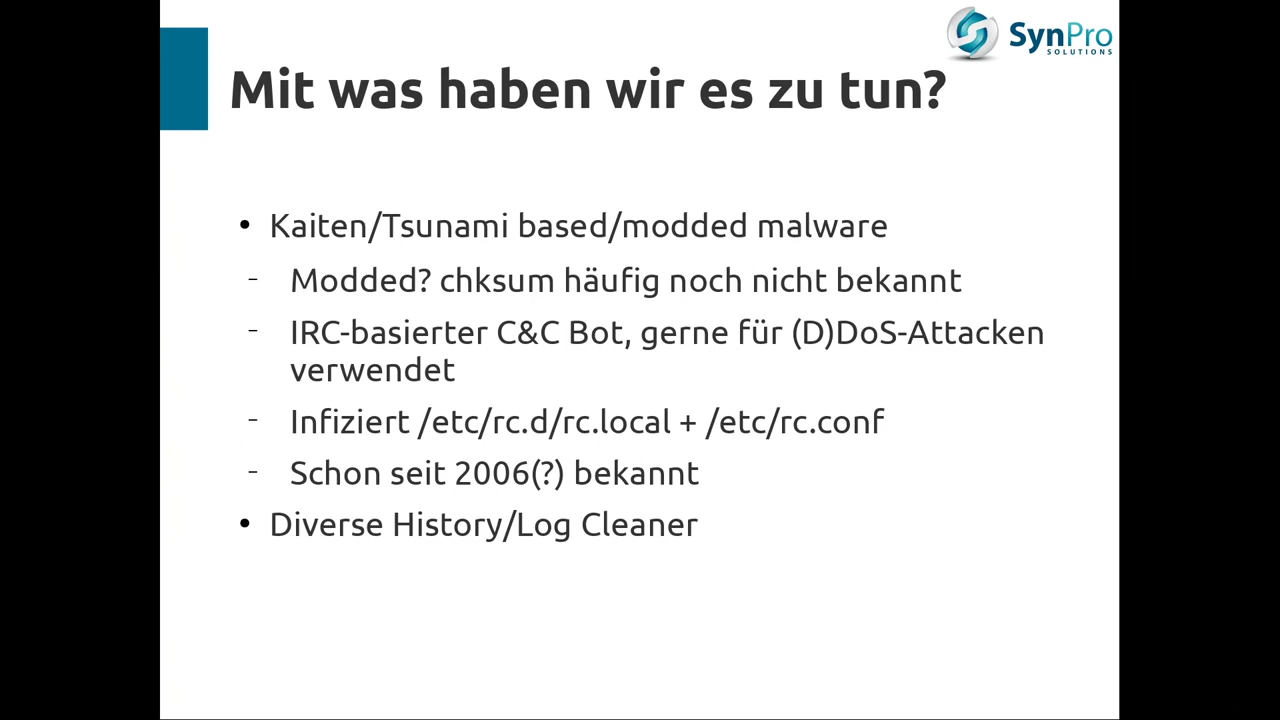 SynPro
SOLUTIONS
Mit was haben wir es zu tun?
• Kaiten/Tsunami based/modded malware
– Modded? chksum häufig noch nicht bekannt
– IRC-basierter C&C Bot, gerne für (D)DoS-Attacken
verwendet
– Infiziert /etc/rc.d/rc.local + /etc/rc.conf
– Schon seit 2006(?) bekannt
• Diverse History/Log Cleaner